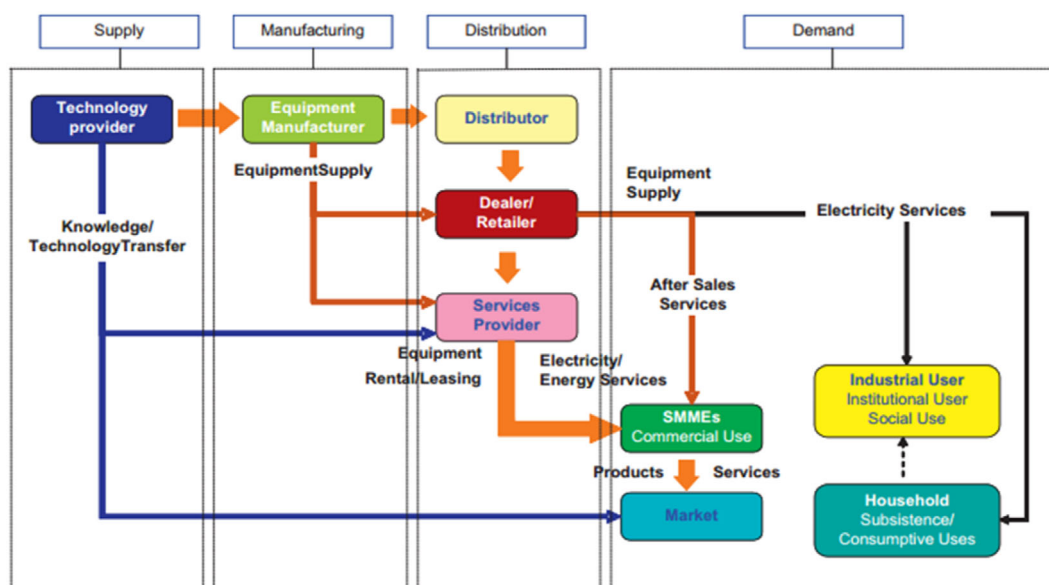 Supply
Manufacturing
Distribution
Demand
Technology
provider
Equipment
Manufacturer
Distributor
EquipmentSupply
Equipment
Supply
Dealer/
Retailer
Electricity Services
Knowledge/
TechnologyTransfer
After Sales
Services
Services
Provider
Equipment
Rental/Leasing
Electricity/
Energy Services
Industrial User
Institutional User
Social Use
SMMEs
Commercial Use
Products
Services
Market
Household
Subsistence/
Consumptive Uses